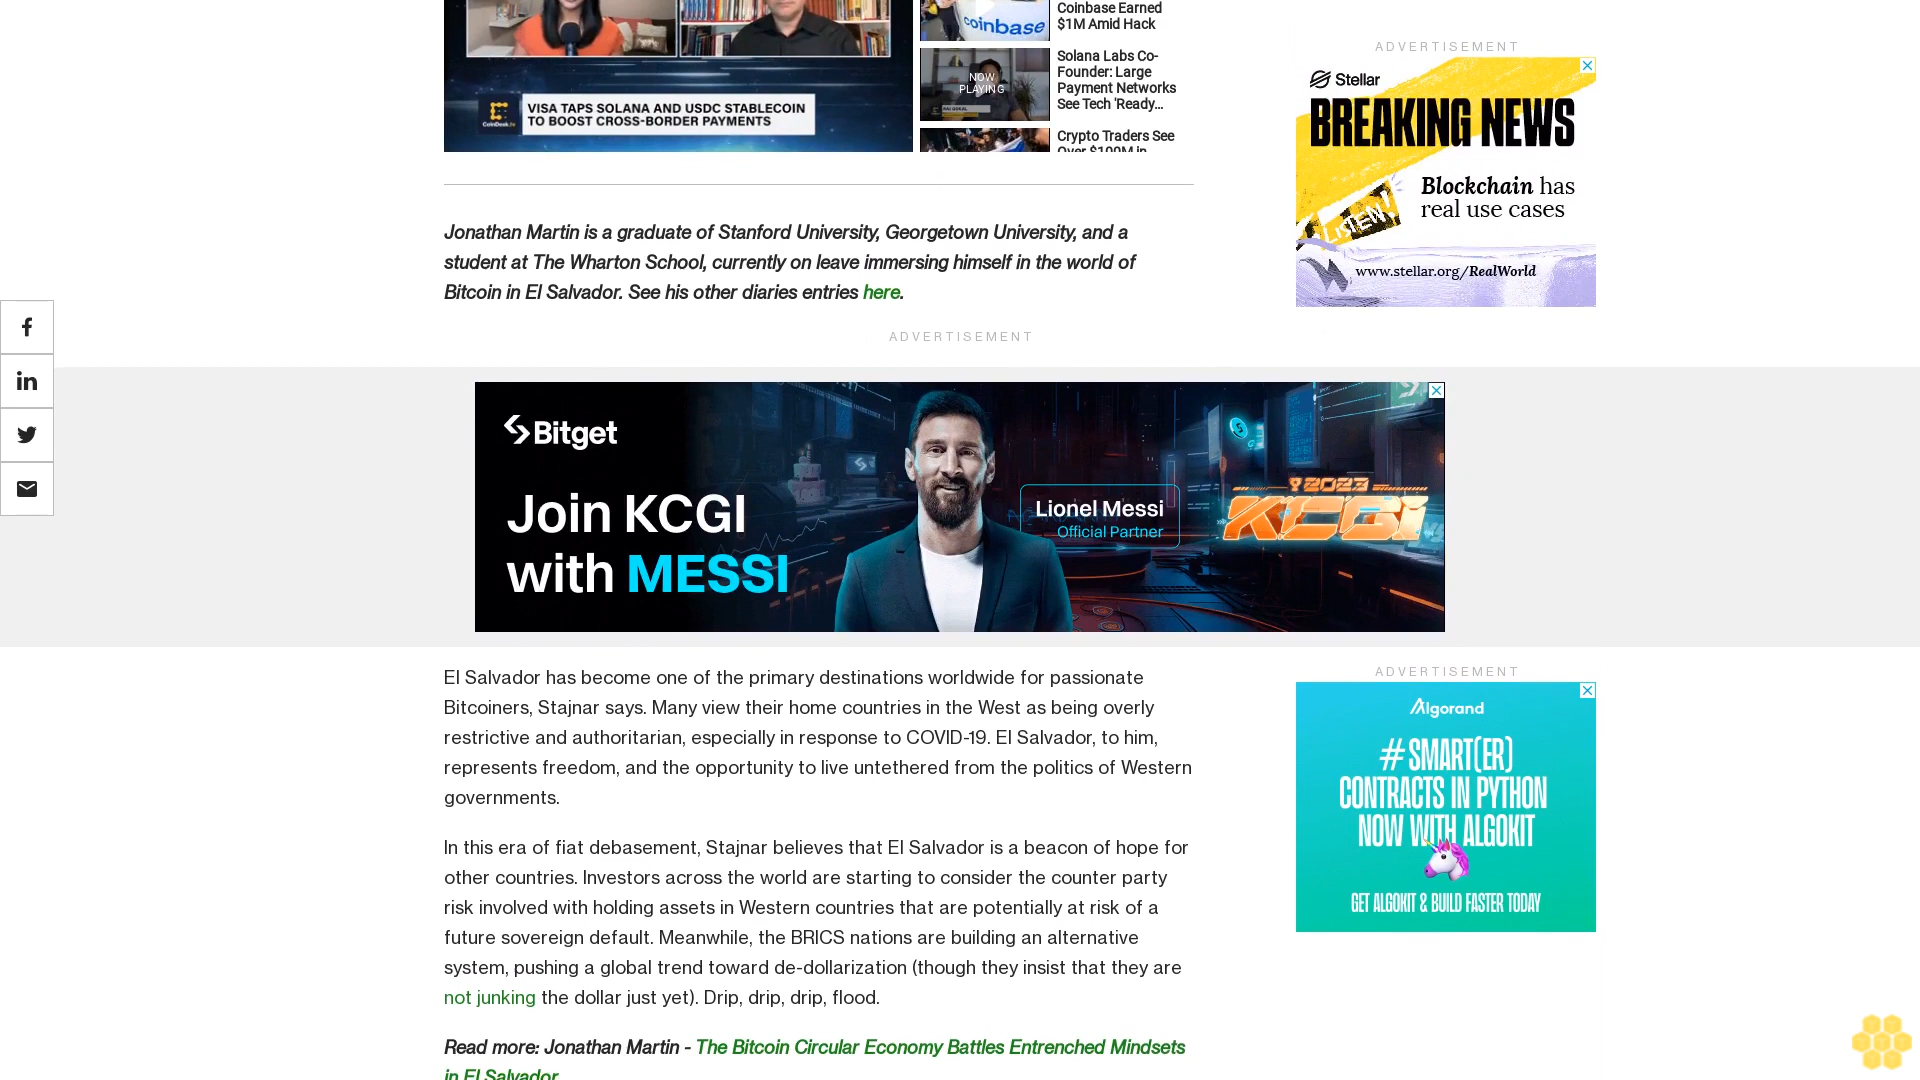 Coinbase Earned
$1M Amid Hack
coinbase
Solana Labs Co-
Founder: Large
Payment Networks
See Tech 'Ready...
NOW
PLAYING
Crypto Traders See
Over $100M in
VISA TAPS SOLANA AND USDC STABLECOIN
TO BOOST CROSS-BORDER PAYMENTS
CoinDesk.tv
ADVERTISEMENT
Stellar
BREAKING NEWS
Blockchain has
real use cases
LISTEN!
www.stellar.org/RealWorld
Jonathan Martin is a graduate of Stanford University, Georgetown University, and a
student at The Wharton School, currently on leave immersing himself in the world of
Bitcoin in El Salvador. See his other diaries entries here.
ADVERTISEMENT
Bitget
Join KCGI
with MESSI
Lionel Messi
Official Partner
2023
KCGI
El Salvador has become one of the primary destinations worldwide for passionate
Bitcoiners, Stajnar says. Many view their home countries in the West as being overly
restrictive and authoritarian, especially in response to COVID-19. El Salvador, to him,
represents freedom, and the opportunity to live untethered from the politics of Western
governments.
In this era of fiat debasement, Stajnar believes that El Salvador is a beacon of hope for
other countries. Investors across the world are starting to consider the counter party
risk involved with holding assets in Western countries that are potentially at risk of a
future sovereign default. Meanwhile, the BRICS nations are building an alternative
system, pushing a global trend toward de-dollarization (though they insist that they are
not junking the dollar just yet). Drip, drip, drip, flood.
Read more: Jonathan Martin - The Bitcoin Circular Economy Battles Entrenched Mindsets
in El Salvador
ADVERTISEMENT
Algorand
#SMART(ER)
CONTRACTS IN PYTHON
NOW WITH ALGOKIT
GET ALGOKIT & BUILD FASTER TODAY